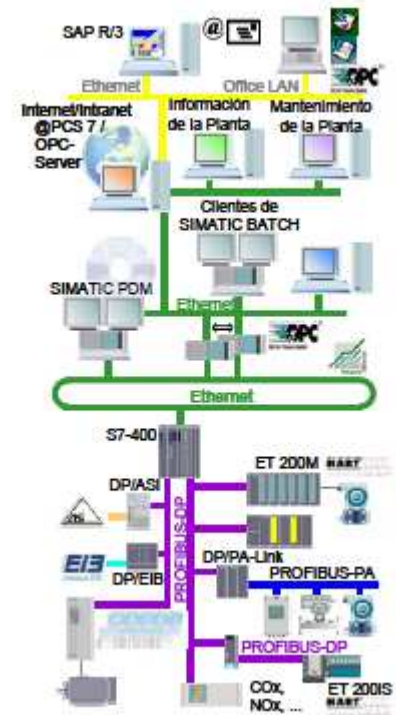 SAP R/3
@
Ethernet
Office LAN
OPC
Internet/Intranet
@PCS 7 /
OPC-
Server
Información
de la Planta
Mantenimiento
de la Planta
Clientes de
SIMATIC BATCH
SIMATIC PDM
Ethernet
OPC
Ethernet
S7-400
ET 200M
HART
DP/ASI
PROFIBUS-DP
EIB
DP/EIB
DP/PA-Link
PROFIBUS-PA
PROFIBUS-DP
COx,
NOx, ...
ET 200IS
HART